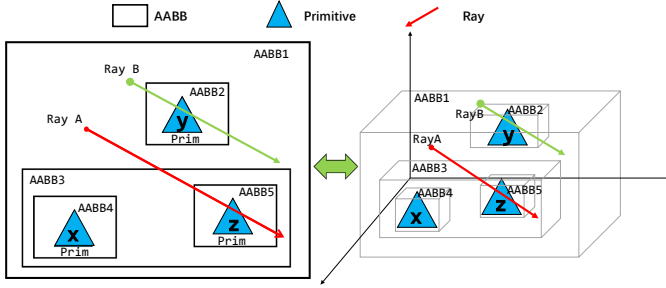 AABB
Primitive
Ray
AABB1
Ray B
AABB2
Ray A
y
Prim
AABB3
AABB4
AABB5
x
z
Prim
Prim
AABB1
RayB
AABB2
y
RayA
AABB3
AABB4
AABB5
x
z